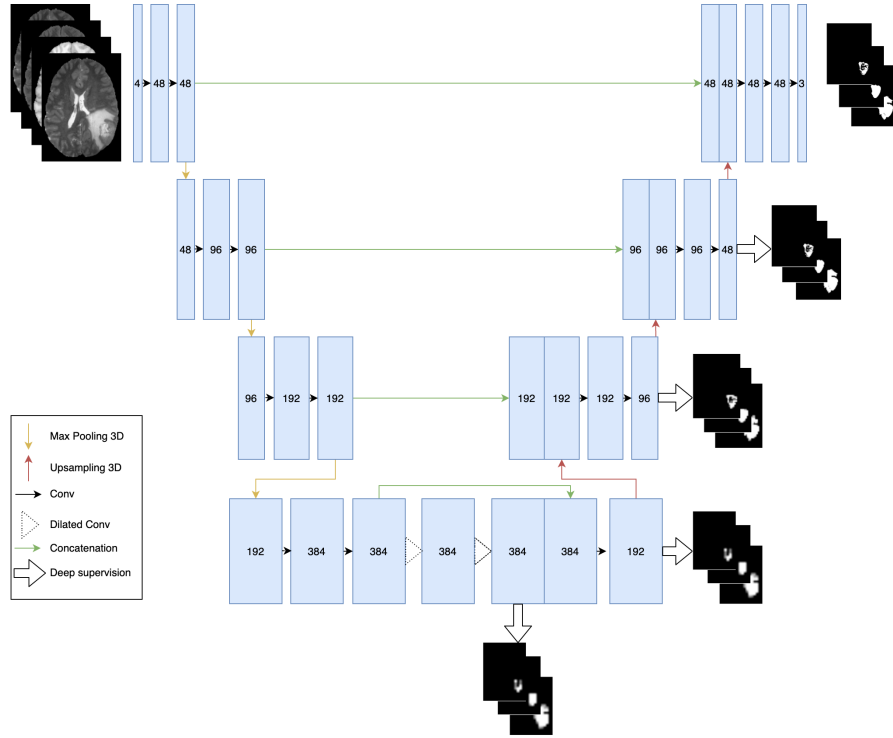 4 48 48 48 48 48 48 3
48 96 96 96 96 96 48
96 192 192 192 192 192 96
192 384 384 384 384 384 192
Max Pooling 3D
Upsampling 3D
Conv
Dilated Conv
Concatenation
Deep supervision